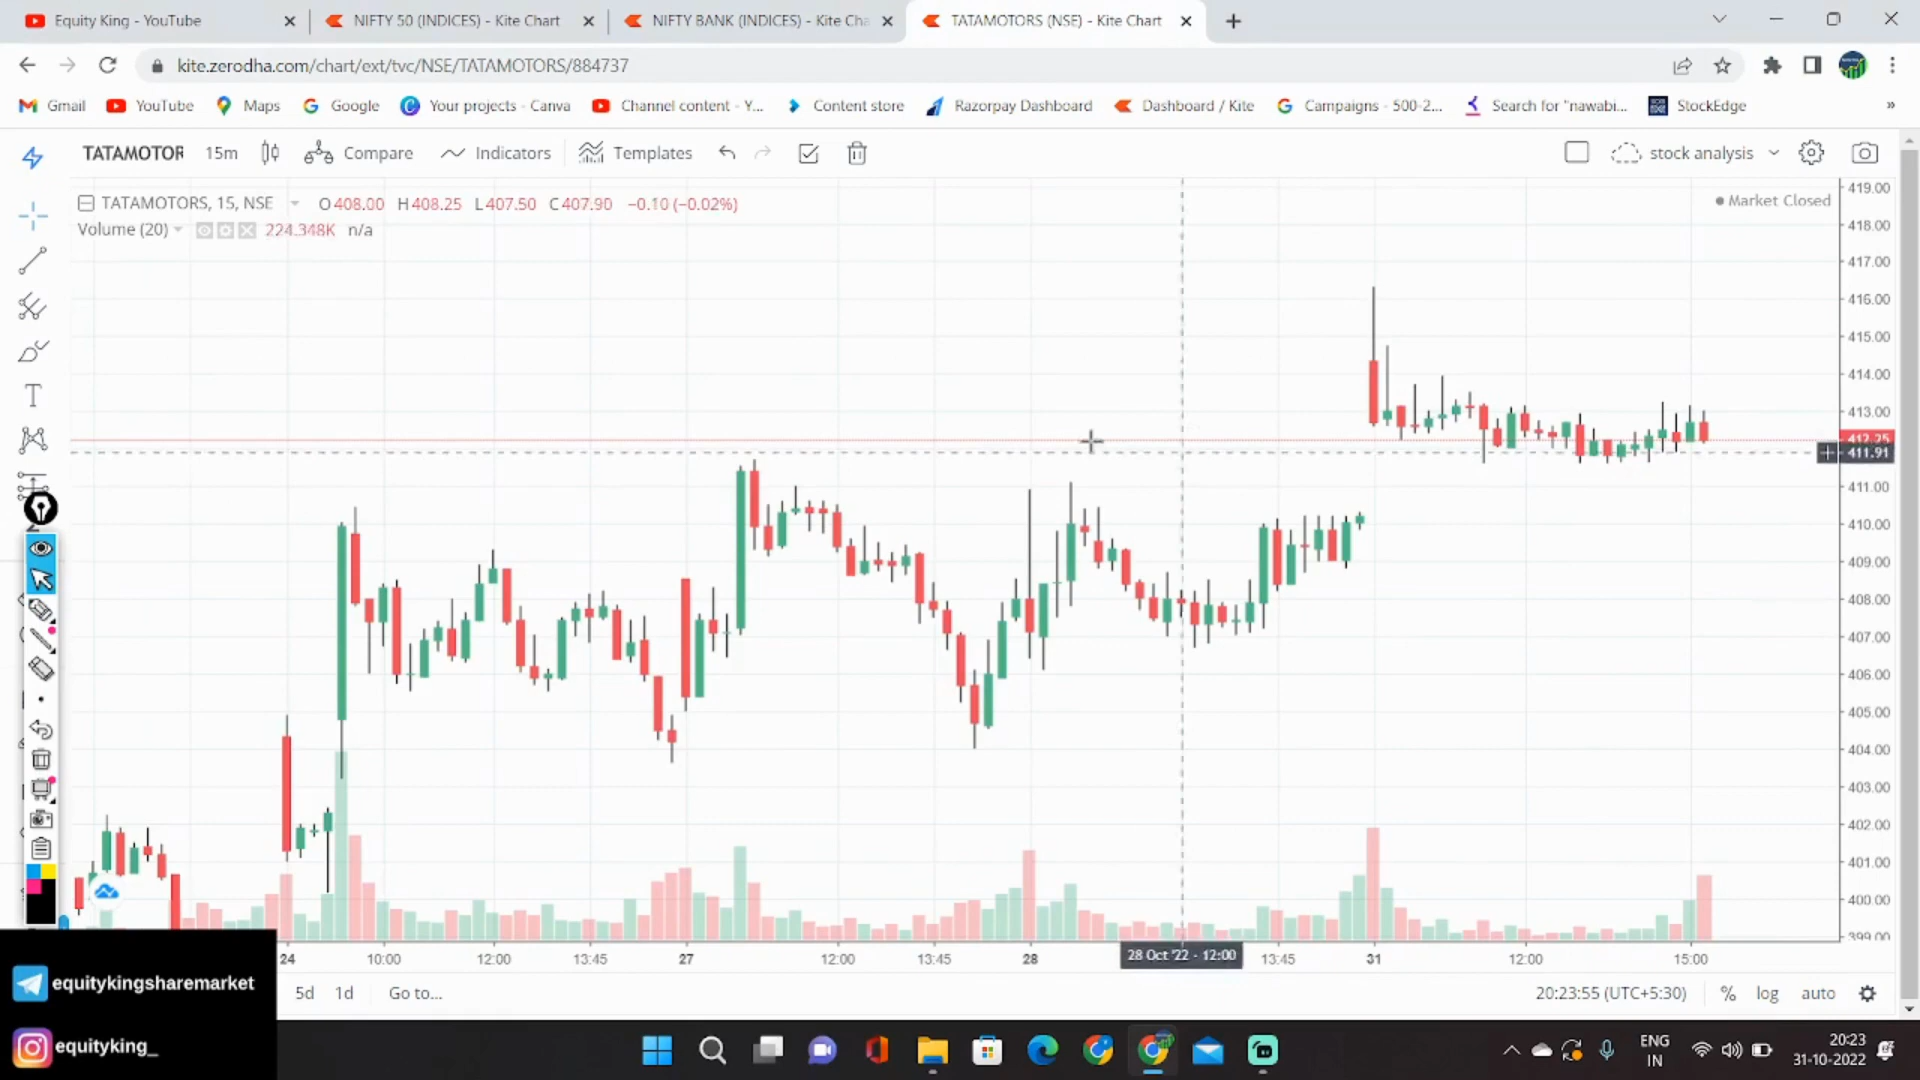 Equity King - YouTube
NIFTY 50 (INDICES) - Kite Chart
NIFTY BANK (INDICES) - Kite Cha
TATAMOTORS (NSE) - Kite Chart
kite.zerodha.com/chart/ext/tvc/NSE/TATAMOTORS/884737
Gmail
YouTube
Maps
Google
Your projects - Canva
Channel content - Y...
Content store
Razorpay Dashboard
Dashboard / Kite
Campaigns - 500-2...
Search for "nawabi...
StockEdge
»
TATAMOTOR
15m
Compare
Indicators
Templates
stock analysis
TATAMOTORS, 15, NSE
O408.00 H408.25 L407.50 C407.90 −0.10 (−0.02%)
Market Closed
Volume (20)
224.348K n/a
419.00
418.00
417.00
416.00
415.00
414.00
413.00
412.25
411.91
411.00
410.00
409.00
408.00
407.00
406.00
405.00
404.00
403.00
402.00
401.00
400.00
399.00
24
10:00
12:00
13:45
27
12:00
13:45
28
28 Oct '22 - 12:00
13:45
31
12:00
15:00
5d
1d
Go to...
20:23:55 (UTC+5:30)
%
log
auto
equitykingsharemarket
equityking_
ENG
IN
20:23
31-10-2022